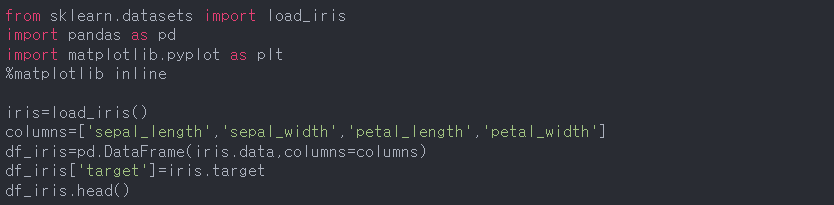 from sklearn.datasets import load_iris
import pandas as pd
import matplotlib.pyplot as plt
%matplotlib inline
iris=load_iris()
columns=['sepal_length','sepal_width','petal_length','petal_width']
df_iris=pd.DataFrame(iris.data,columns=columns)
df_iris['target']=iris.target
df_iris.head()